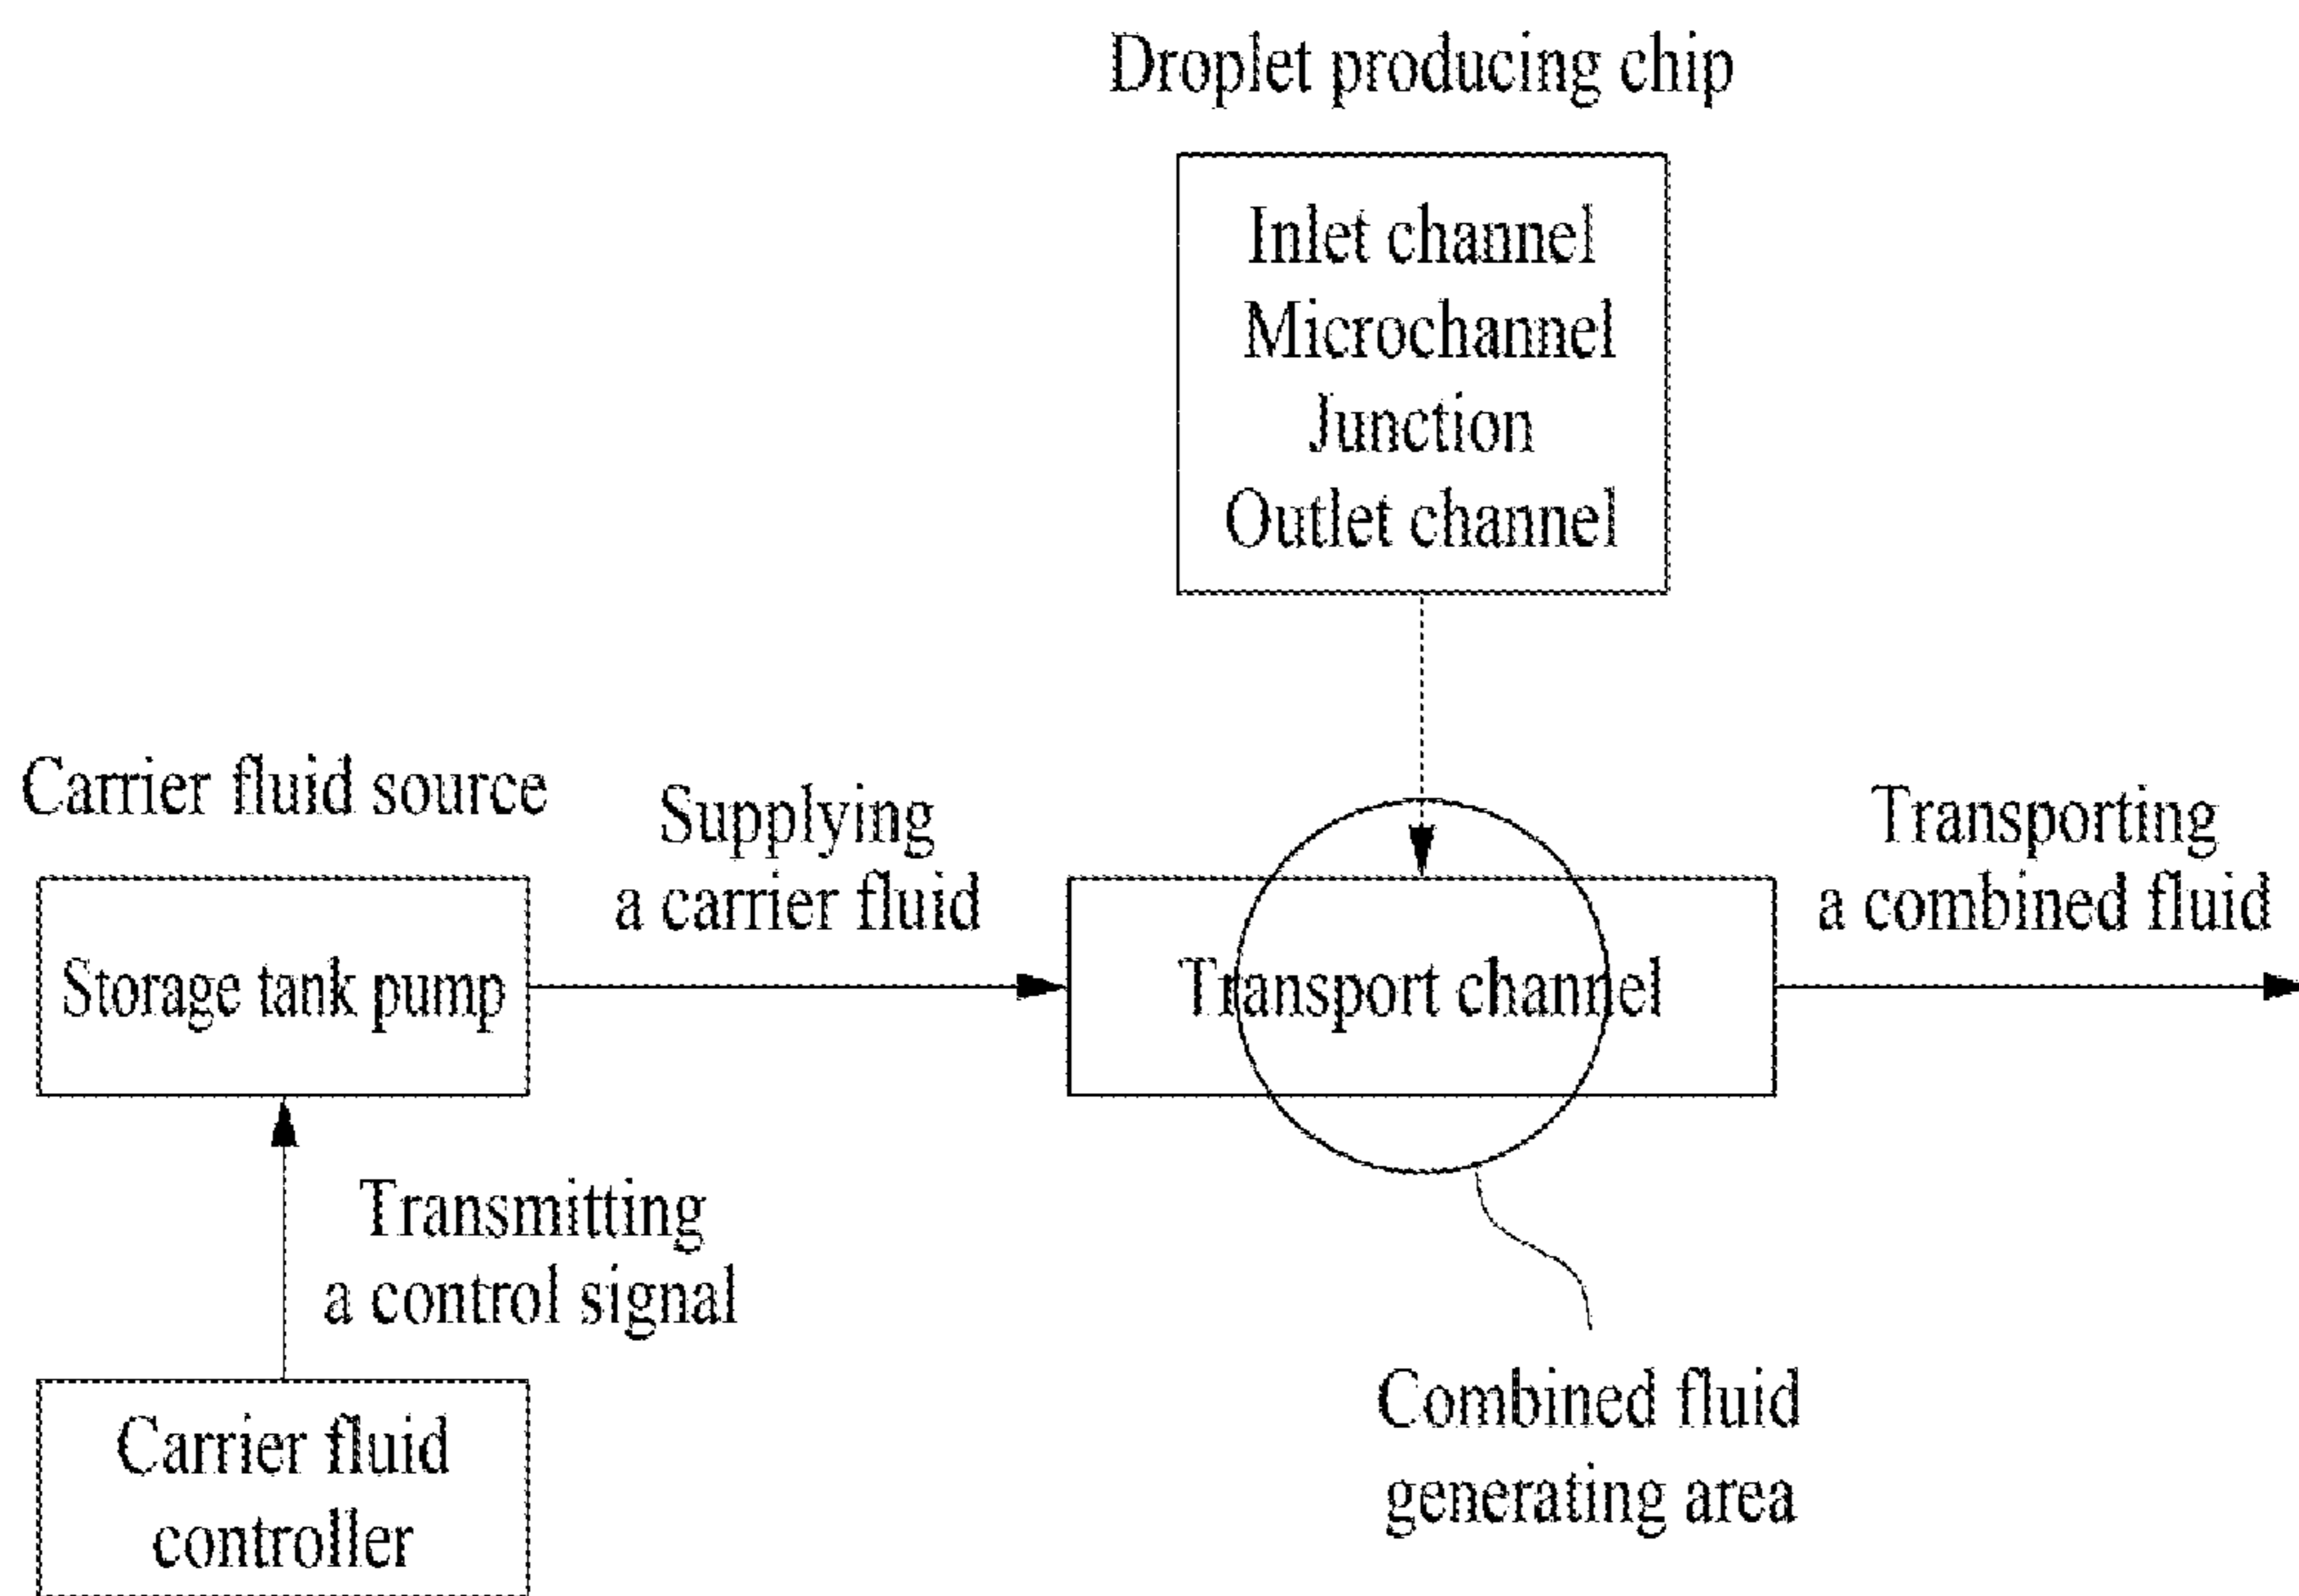 Droplet producing chip
Inlet channel
Microchannel
Junction
Outlet channel
Carrier fluid source
Storage tank pump
Supplying
a carrier fluid
Transport channel
Transporting
a combined fluid
Transmitting
a control signal
Carrier fluid
controller
Combined fluid
generating area